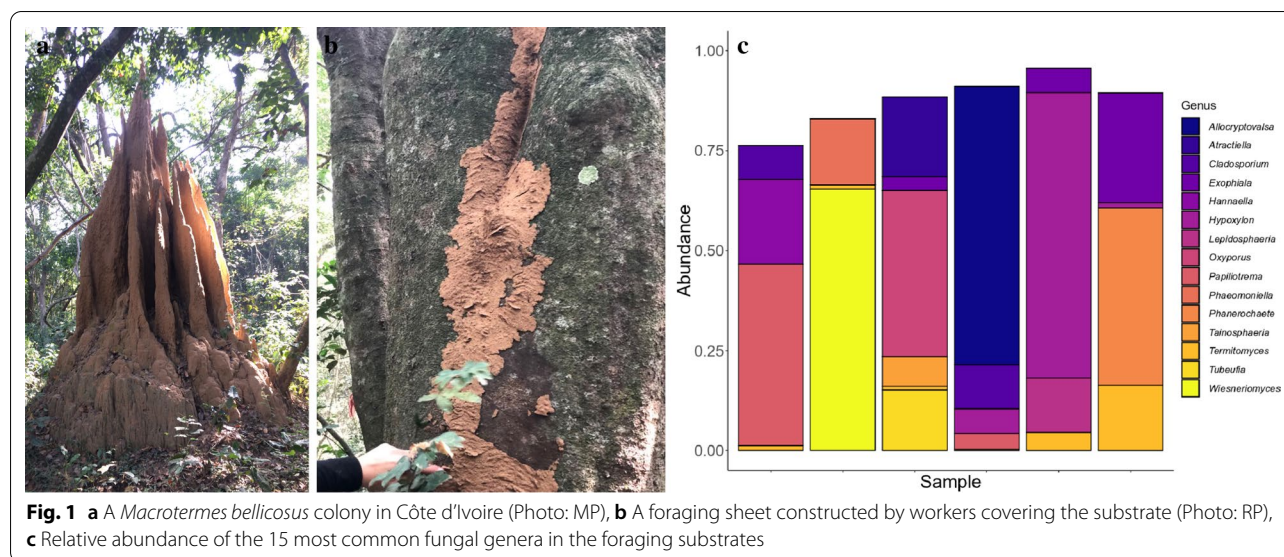 a
b
c
1.00
0.75
0.50
0.25
0.00
Abundance
Sample
Genus
Allocryptovalsa
Atractiella
Cladosporium
Exophiala
Hannaella
Hypoxylon
Lepidosphaeria
Oxyporus
Papiliotrema
Phaeomoniella
Phanerochaete
Tainosphaeria
Termitomyces
Tubeufia
Wiesneriomyces
Fig. 1 a A Macrotermes bellicosus colony in Côte d'Ivoire (Photo: MP), b A foraging sheet constructed by workers covering the substrate (Photo: RP),
c Relative abundance of the 15 most common fungal genera in the foraging substrates